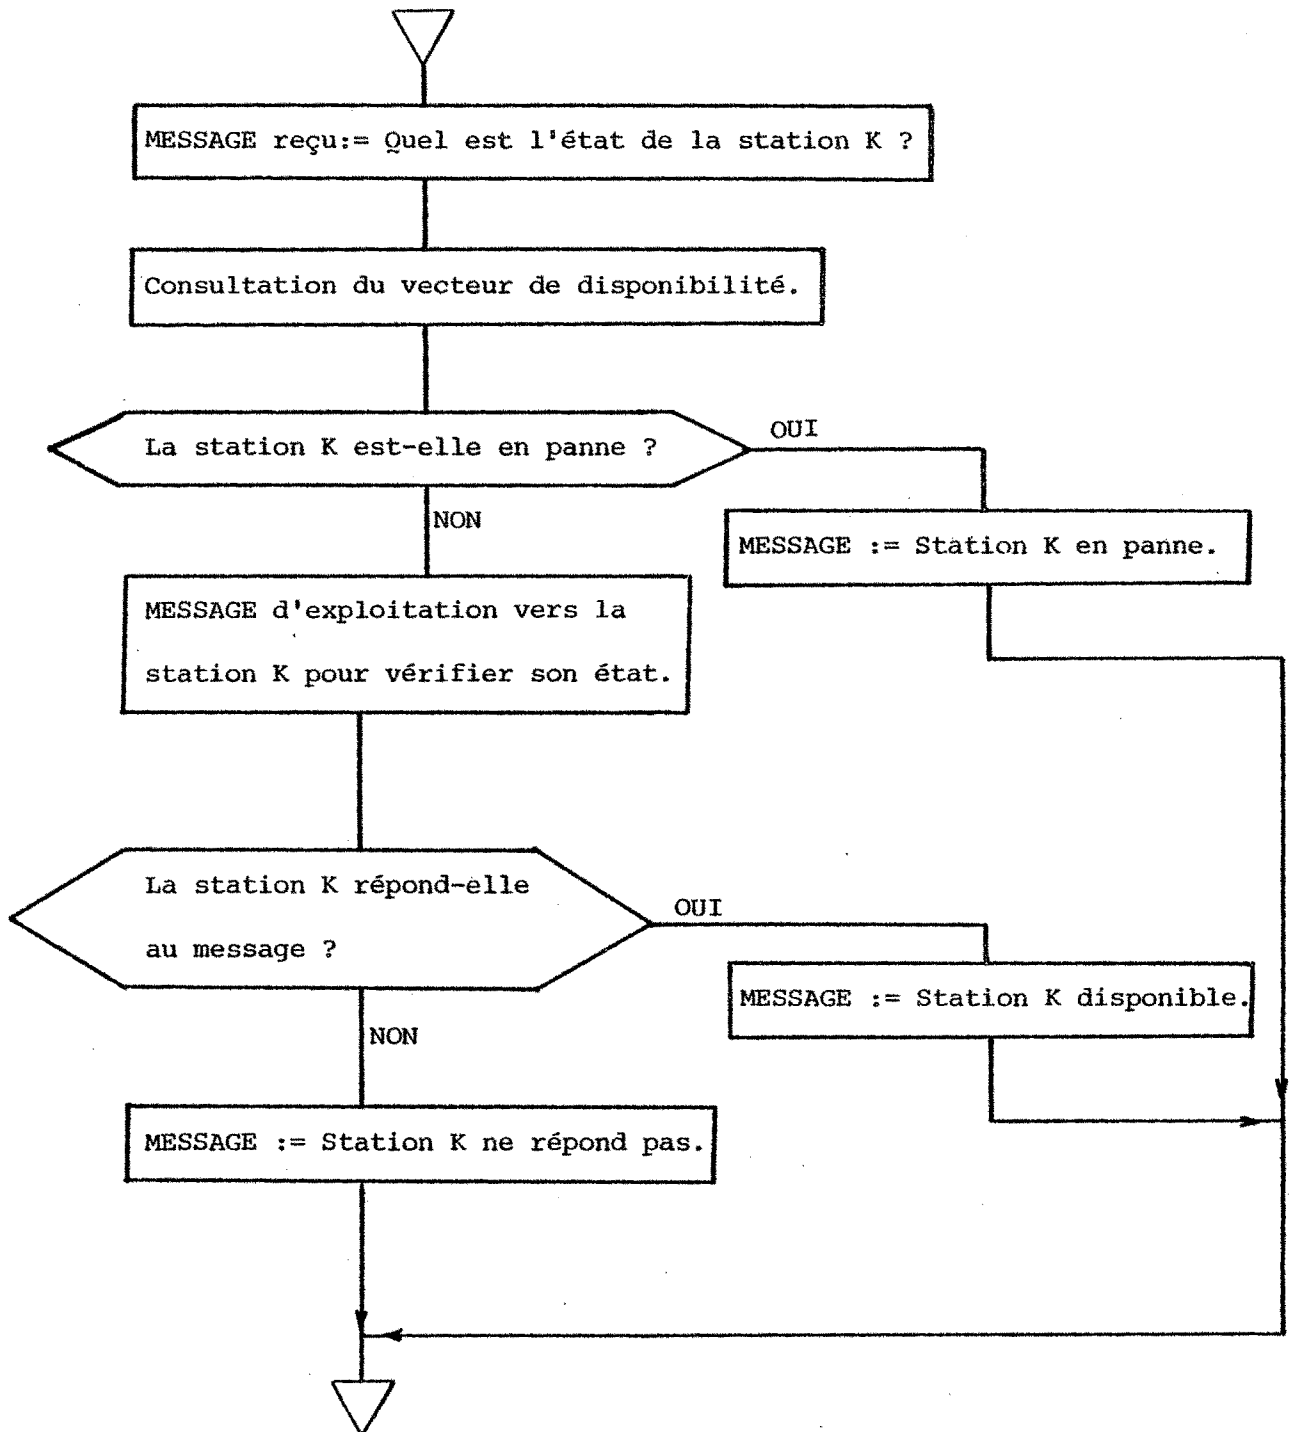 MESSAGE reçu:= Quel est l'état de la station K ?
Consultation du vecteur de disponibilité.
La station K est-elle en panne ?
OUI
NON
MESSAGE := Station K en panne.
MESSAGE d'exploitation vers la
station K pour vérifier son état.
La station K répond-elle
au message ?
OUI
MESSAGE := Station K disponible.
NON
MESSAGE := Station K ne répond pas.